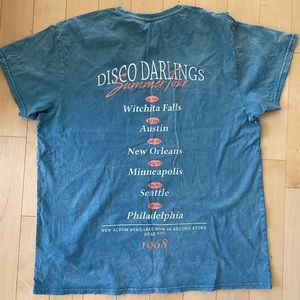 DISCO DARLINGS
Summer Tour
Witchita Falls
Austin
New Orleans
Minneapolis
Seattle
Philadelphia
NEW ALBUM AVAILABLE NOW IN RECORD STORE
NEAR YOU
1968